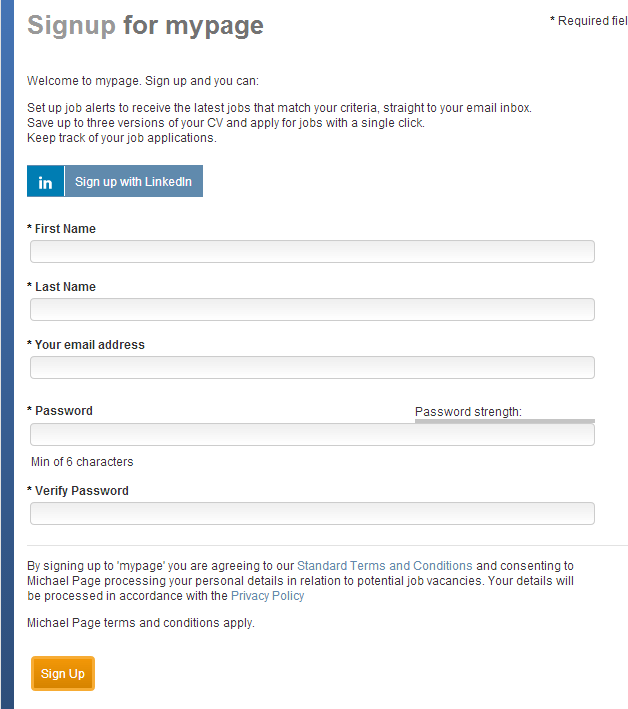 Signup for mypage
* Required fiel
Welcome to mypage. Sign up and you can:
Set up job alerts to receive the latest jobs that match your criteria, straight to your email inbox.
Save up to three versions of your CV and apply for jobs with a single click.
Keep track of your job applications.
in Sign up with LinkedIn
* First Name
* Last Name
* Your email address
* Password
Password strength:
Min of 6 characters
* Verify Password
By signing up to 'mypage' you are agreeing to our Standard Terms and Conditions and consenting to
Michael Page processing your personal details in relation to potential job vacancies. Your details will
be processed in accordance with the Privacy Policy
Michael Page terms and conditions apply.
Sign Up